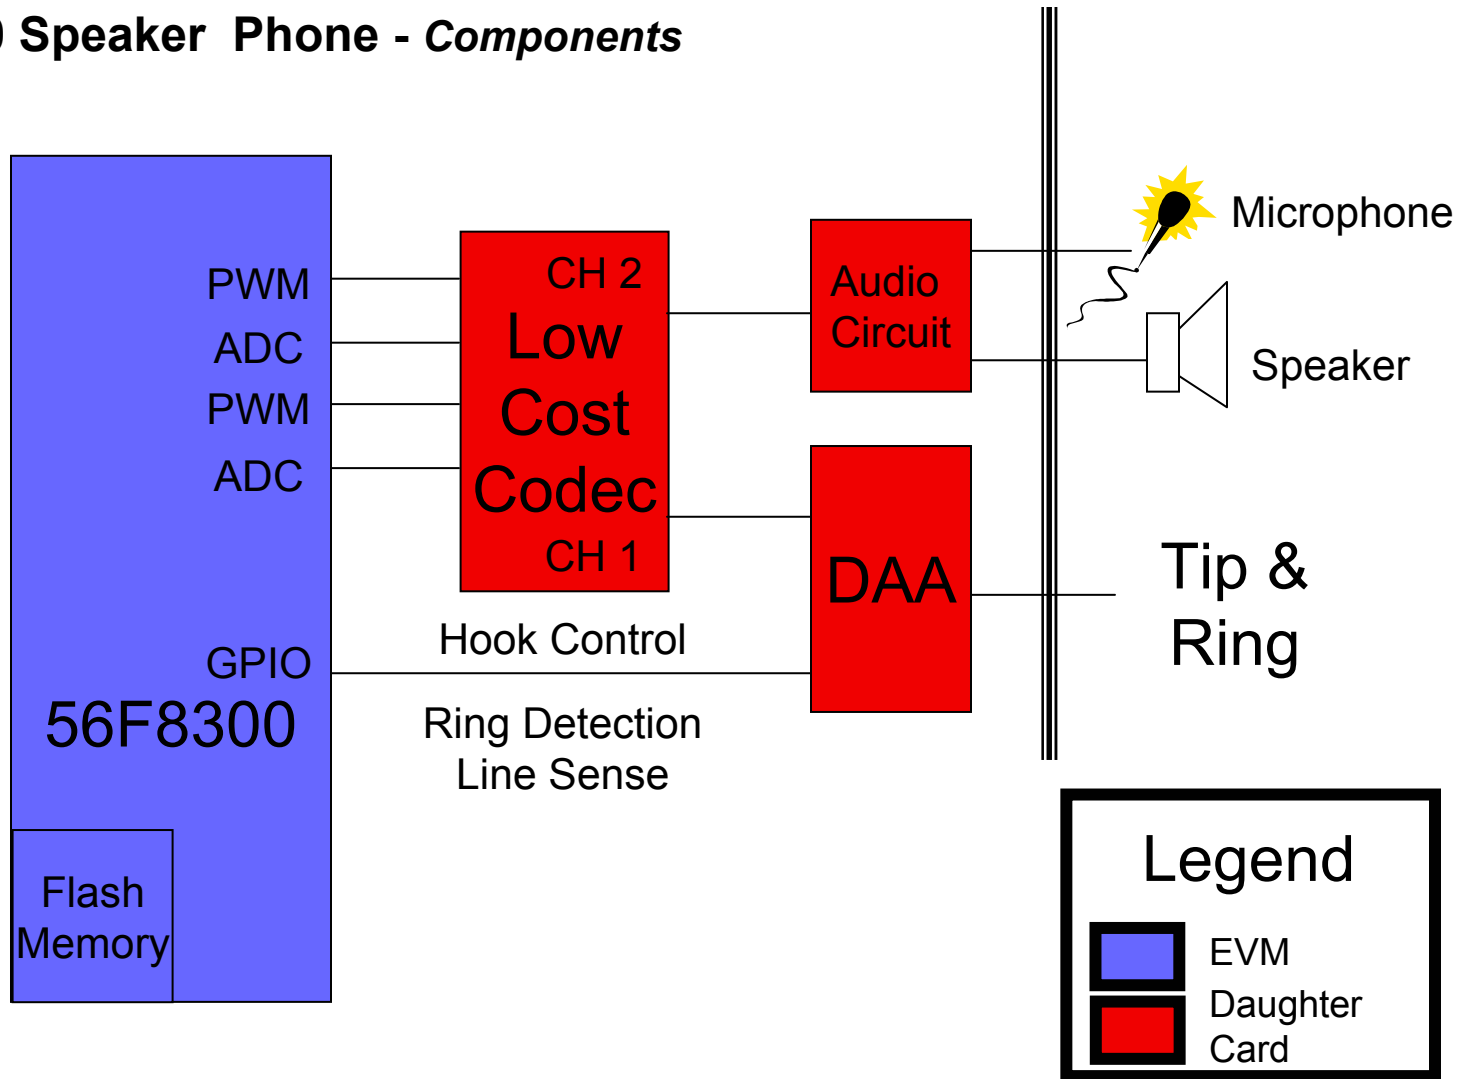 Speaker Phone - Components
PWM
ADC
PWM
ADC
GPIO
56F8300
Flash
Memory
CH 2
Low
Cost
Codec
CH 1
Hook Control
Ring Detection
Line Sense
Audio
Circuit
DAA
Microphone
Speaker
Tip &
Ring
Legend
EVM
Daughter
Card